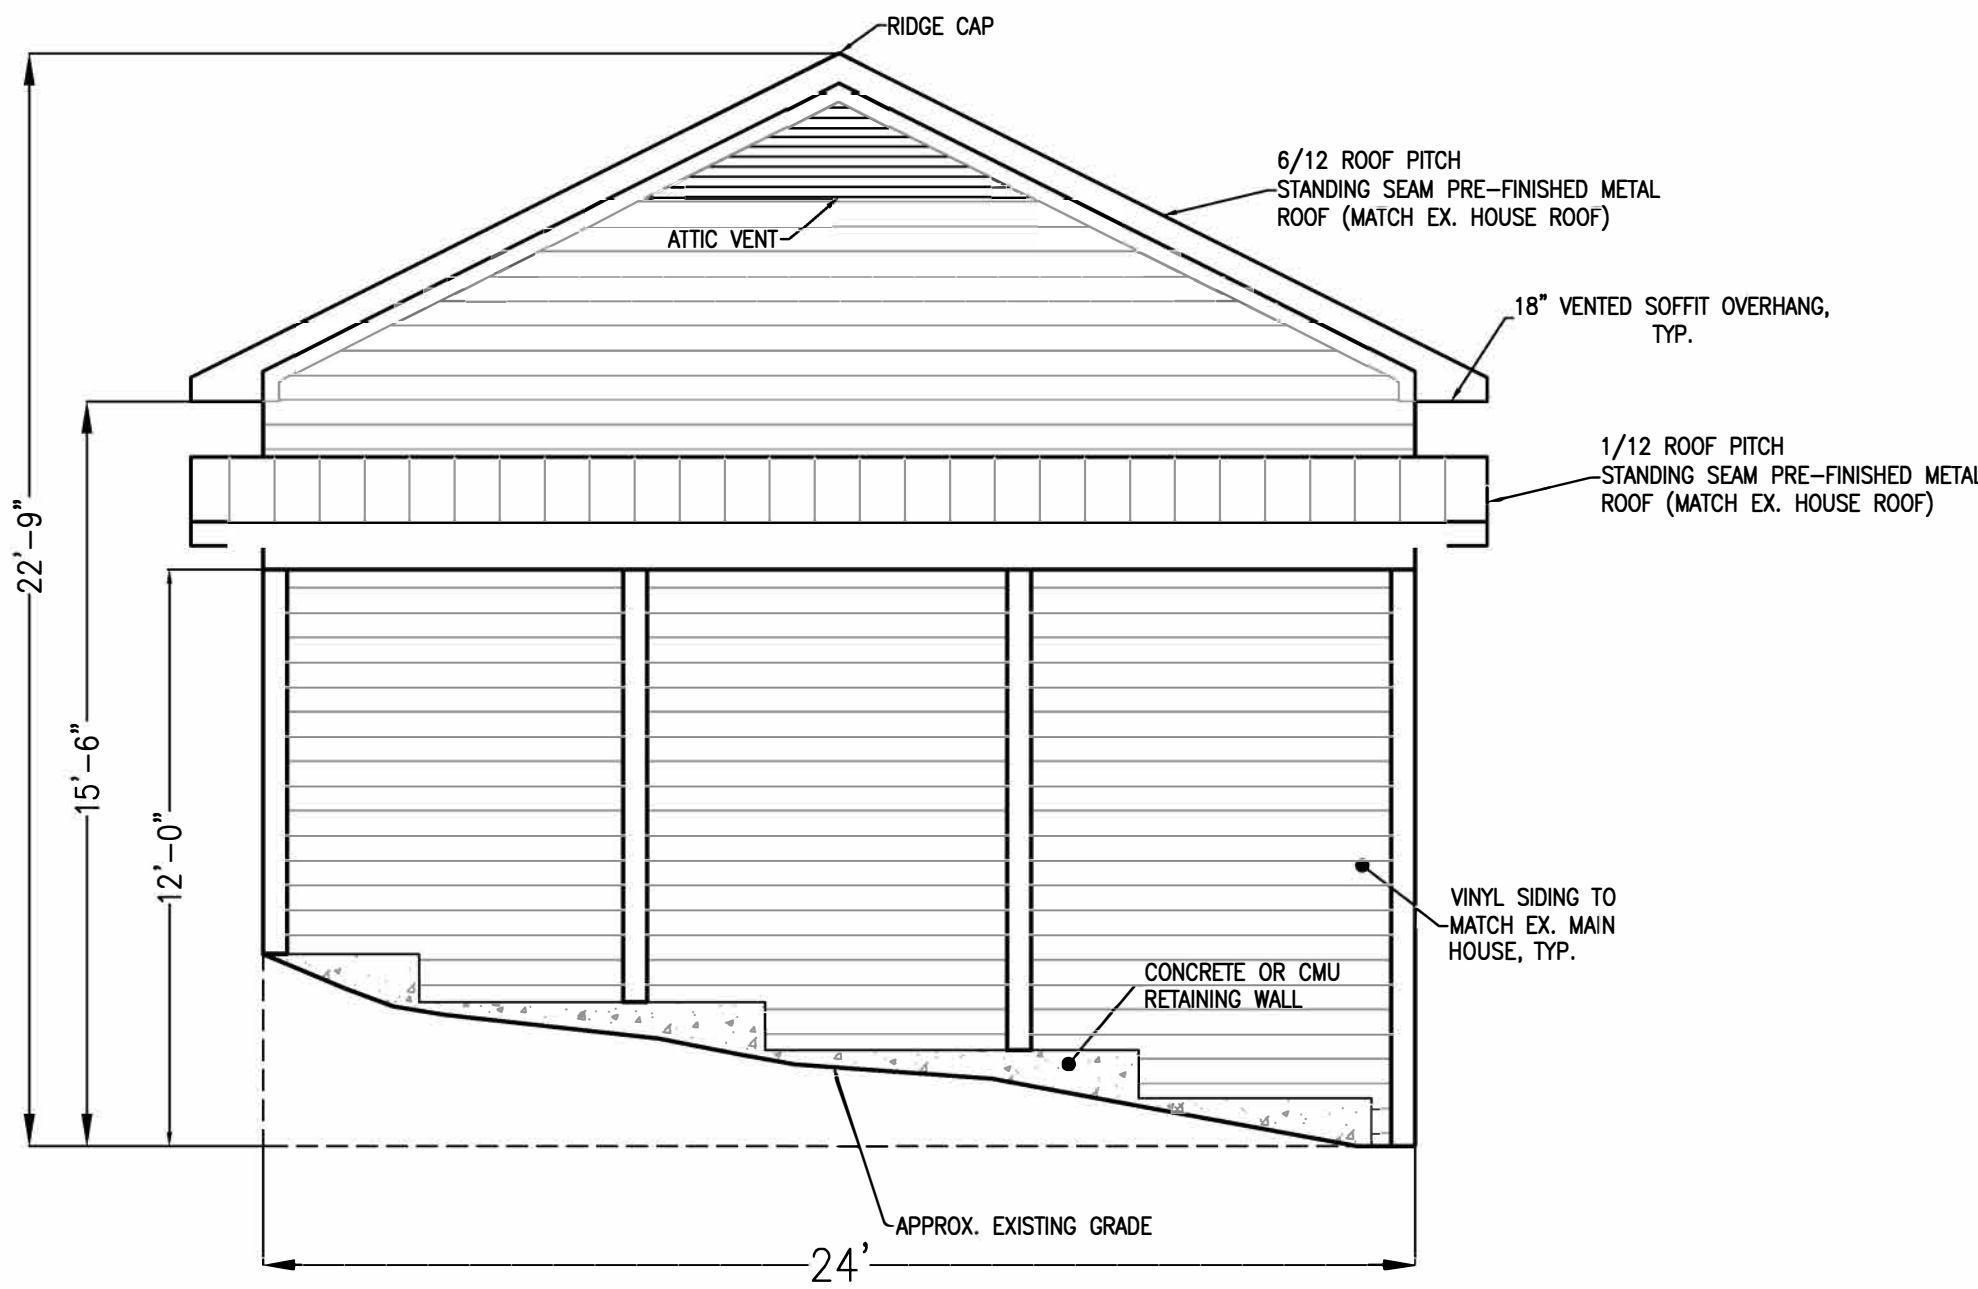 RIDGE CAP
6/12 ROOF PITCH
STANDING SEAM PRE-FINISHED METAL
ROOF (MATCH EX. HOUSE ROOF)
ATTIC VENT
18" VENTED SOFFIT OVERHANG,
TYP.
1/12 ROOF PITCH
STANDING SEAM PRE-FINISHED METAL
ROOF (MATCH EX. HOUSE ROOF)
22'-9"
15'-6"
12'-0"
VINYL SIDING TO
MATCH EX. MAIN
HOUSE, TYP.
CONCRETE OR CMU
RETAINING WALL
APPROX. EXISTING GRADE
24'